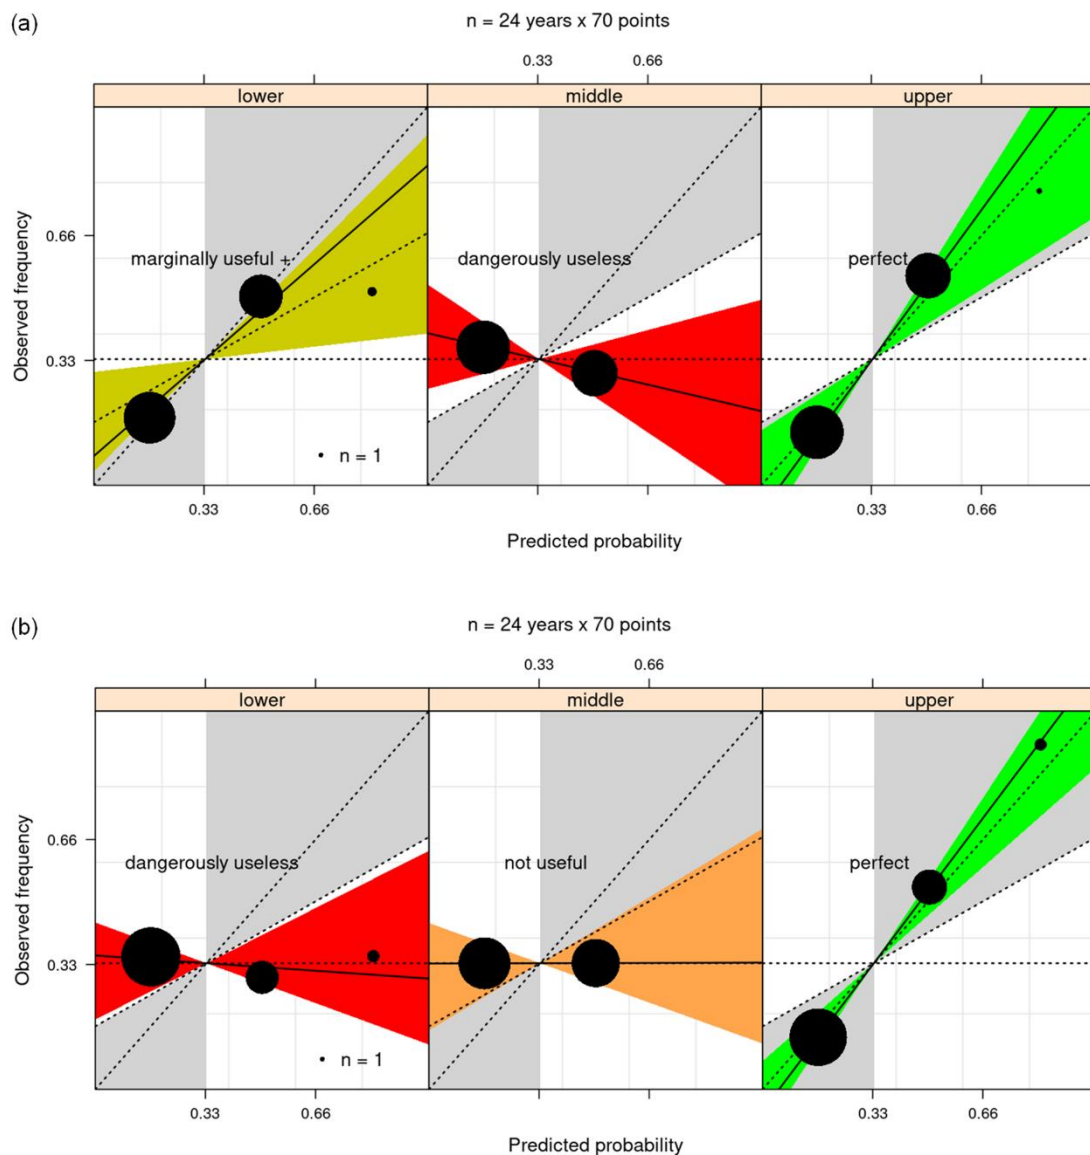 (a)
n = 24 years x 70 points
0.33 0.66
lower middle upper
Observed frequency
0.66
0.33
marginally useful +
dangerously useless
perfect
n = 1
0.33 0.66 0.33 0.66
Predicted probability
(b)
n = 24 years x 70 points
0.33 0.66
lower middle upper
Observed frequency
0.66
0.33
dangerously useless
not useful
perfect
n = 1
0.33 0.66 0.33 0.66
Predicted probability